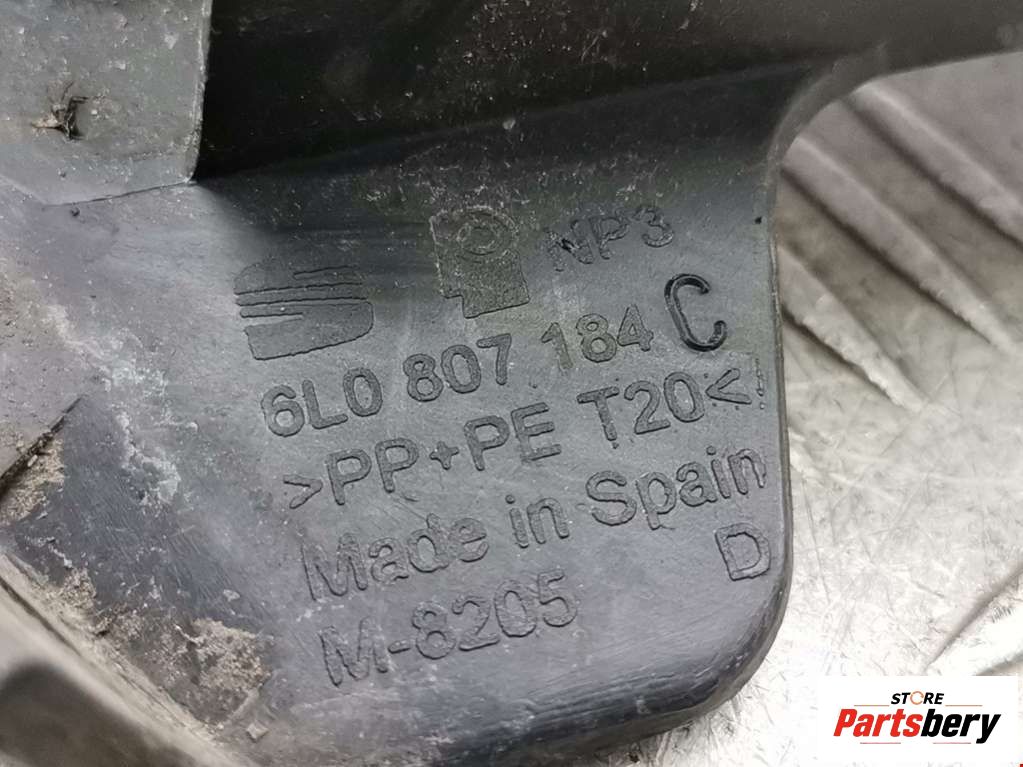 NP3
6L0 807 184 C
>PP+PE T20<
Made in Spain
D
M-8205
STORE
Partsbery